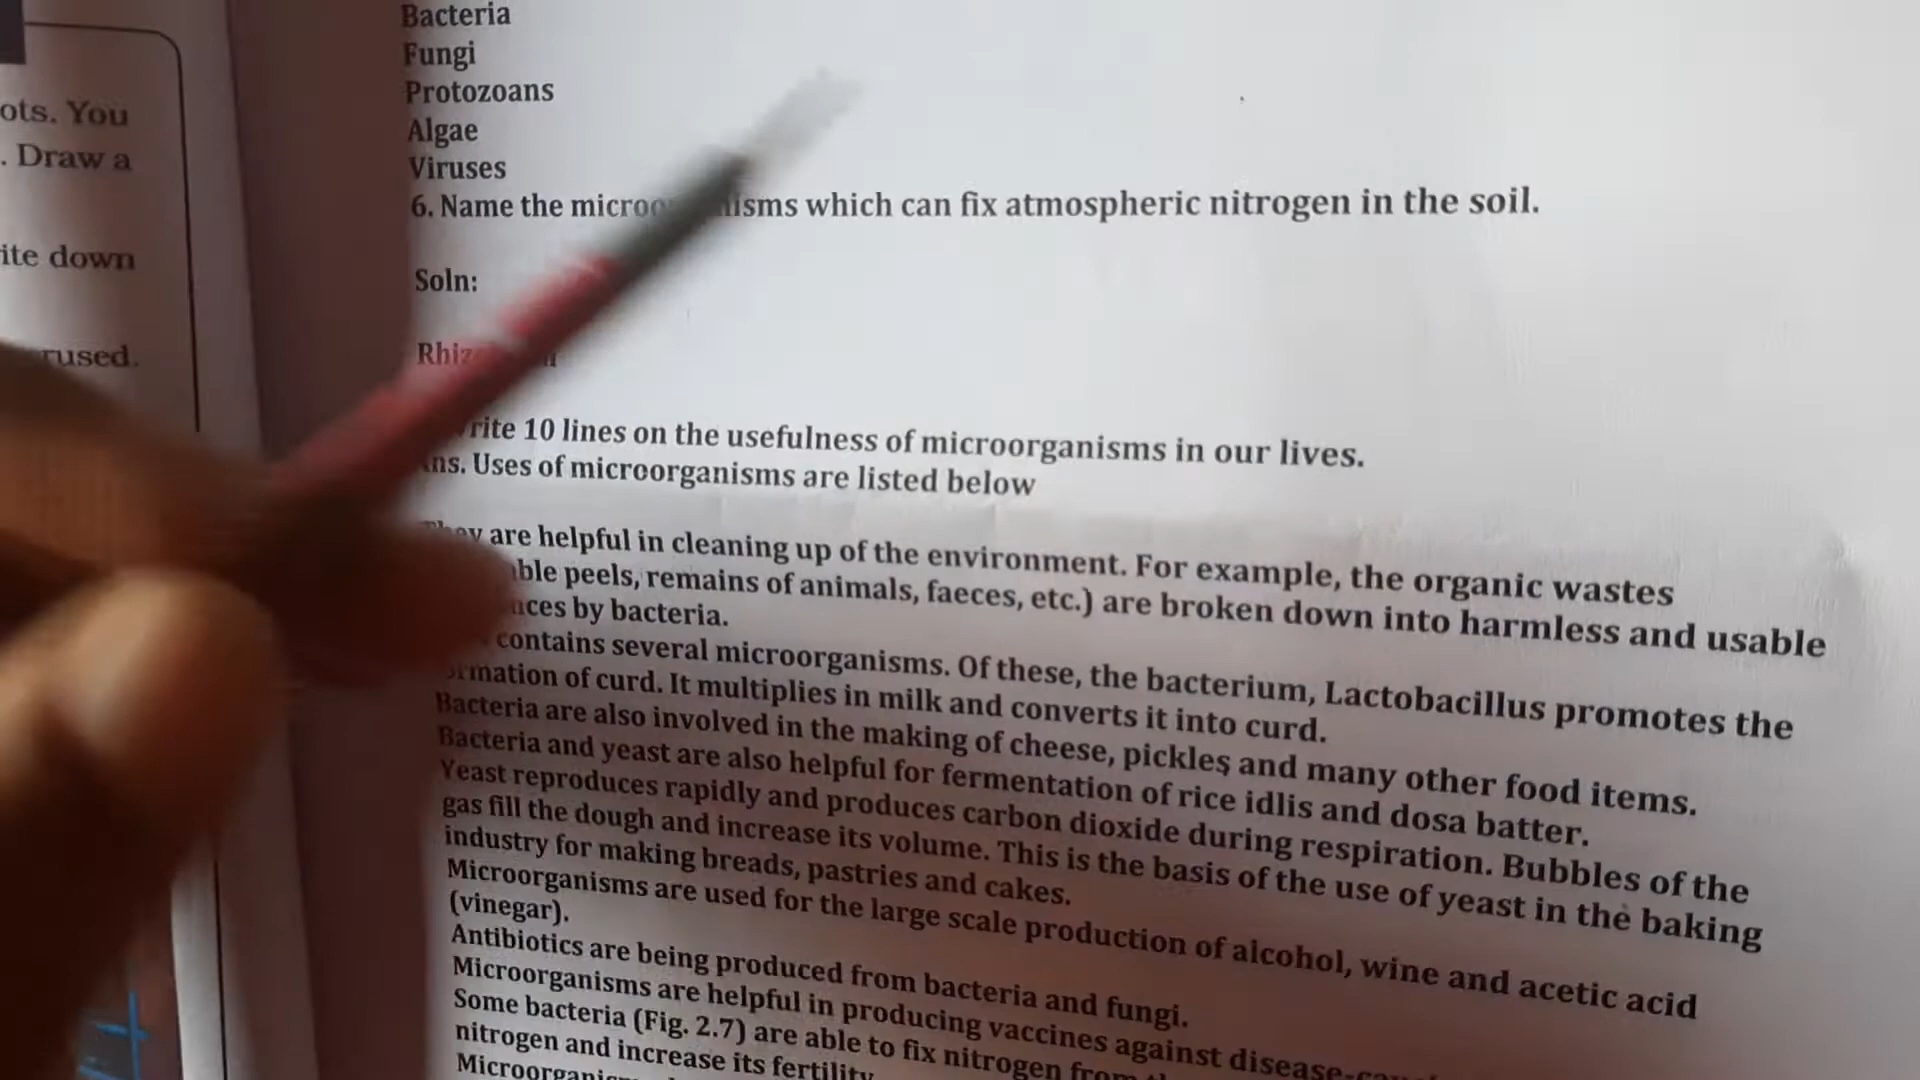 ots. You
. Draw a
ite down
rused.
Bacteria
Fungi
Protozoans
Algae
Viruses
6. Name the which can fix atmospheric nitrogen in the soil.
Soln:
rite 10 lines on the usefulness of microorganisms in our lives.
ns. Uses of microorganisms are listed below
are helpful in cleaning up of the environment. For example, the organic wastes
ble peels, remains of animals, faeces, etc.) are broken down into harmless and usable
nces by bacteria.
contains several microorganisms. Of these, the bacterium, Lactobacillus promotes the
rmation of curd. It multiplies in milk and converts it into curd.
Bacteria are also involved in the making of cheese, pickles and many other food items.
Bacteria and yeast are also helpful for fermentation of rice idlis and dosa batter.
Yeast reproduces rapidly and produces carbon dioxide during respiration. Bubbles of the
gas fill the dough and increase its volume. This is the basis of the use of yeast in the baking
industry for making breads, pastries and cakes.
Microorganisms are used for the large scale production of alcohol, wine and acetic acid
(vinegar).
Antibiotics are being produced from bacteria and fungi.
Microorganisms are helpful in producing vaccines against
Some bacteria (Fig. 2.7) are able to fix nitrogen from
nitrogen and increase its fertility